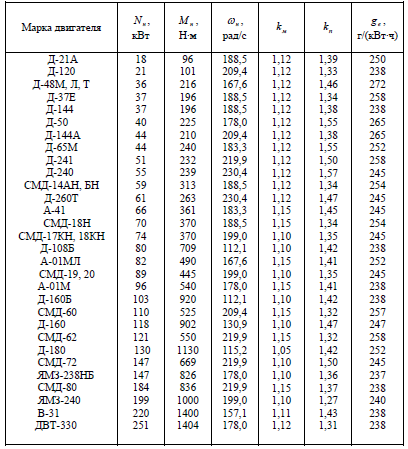 Марка двигателя N_н, кВт M_н, Н·м ω_н, рад/с k_м k_п g_е, г/(кВт·ч)
Д-21А 18 96 188,5 1,12 1,39 250
Д-120 21 101 209,4 1,12 1,33 238
Д-48М, Л, Т 36 216 167,6 1,12 1,46 272
Д-37Е 37 196 188,5 1,12 1,34 258
Д-144 37 196 188,5 1,12 1,38 238
Д-50 40 225 178,0 1,12 1,55 265
Д-144А 44 210 209,4 1,12 1,38 265
Д-65М 44 240 183,3 1,12 1,55 252
Д-241 51 232 219,9 1,12 1,50 258
Д-240 55 239 230,4 1,12 1,57 245
СМД-14АН, БН 59 313 188,5 1,12 1,34 254
Д-260Т 61 263 230,4 1,12 1,47 245
А-41 66 361 183,3 1,15 1,45 245
СМД-18Н 70 370 188,5 1,15 1,34 254
СМД-17КН, 18КН 74 370 199,0 1,10 1,35 245
Д-108Б 80 709 112,1 1,10 1,42 238
А-01МЛ 82 490 167,6 1,15 1,41 252
СМД-19, 20 89 445 199,0 1,10 1,35 245
А-01М 96 540 178,0 1,15 1,41 238
Д-160Б 103 920 112,1 1,10 1,42 238
СМД-60 110 525 209,4 1,15 1,32 257
Д-160 118 902 130,9 1,10 1,47 247
СМД-62 121 550 219,9 1,15 1,32 258
Д-180 130 1130 115,2 1,05 1,42 252
СМД-72 147 669 219,9 1,10 1,50 245
ЯМЗ-238НБ 147 826 178,0 1,10 1,36 237
СМД-80 184 836 219,9 1,15 1,37 238
ЯМЗ-240 199 1000 199,0 1,10 1,27 240
В-31 220 1400 157,1 1,11 1,43 238
ДВТ-330 251 1404 178,0 1,12 1,31 238